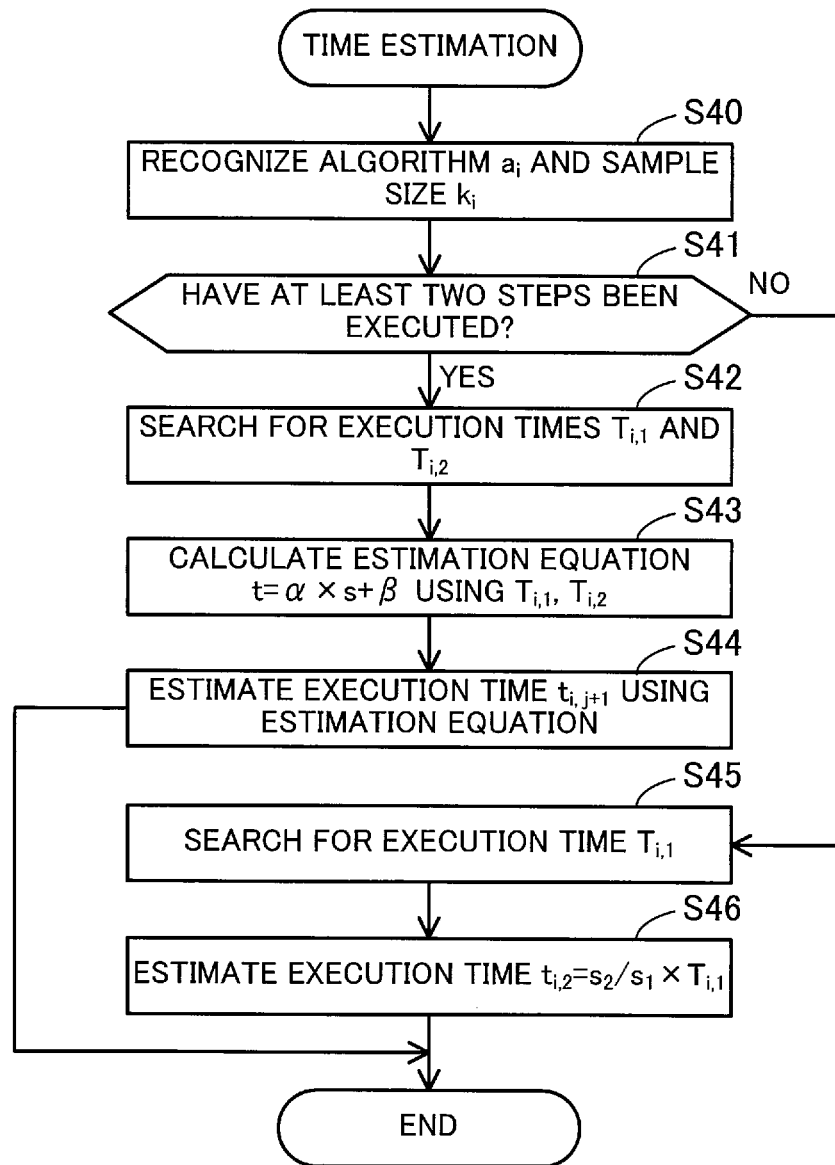 TIME ESTIMATION
S40
RECOGNIZE ALGORITHM aᵢ AND SAMPLE
SIZE kᵢ
S41
HAVE AT LEAST TWO STEPS BEEN
EXECUTED?
NO
YES
S42
SEARCH FOR EXECUTION TIMES Tᵢ,₁ AND
Tᵢ,₂
S43
CALCULATE ESTIMATION EQUATION
t=α×s+β USING Tᵢ,₁, Tᵢ,₂
S44
ESTIMATE EXECUTION TIME tᵢ,ⱼ₊₁ USING
ESTIMATION EQUATION
S45
SEARCH FOR EXECUTION TIME Tᵢ,₁
S46
ESTIMATE EXECUTION TIME tᵢ,₂=s₂/s₁×Tᵢ,₁
END